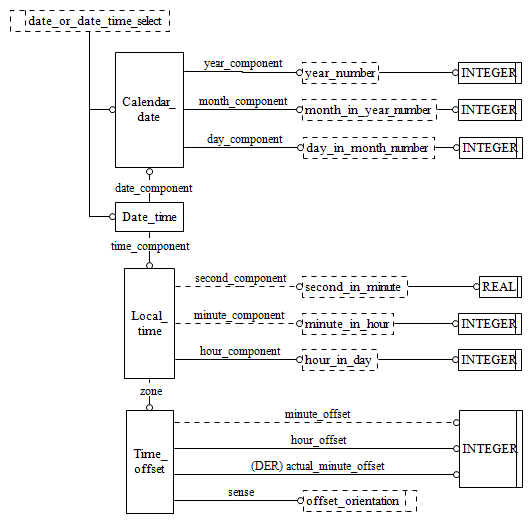 date_or_date_time_select
year_component
year_number
INTEGER
Calendar_
date
month_component
month_in_year_number
INTEGER
day_component
day_in_month_number
INTEGER
date_component
Date_time
time_component
second_component
second_in_minute
REAL
Local_
time
minute_component
minute_in_hour
INTEGER
hour_component
hour_in_day
INTEGER
zone
minute_offset
Time_
offset
hour_offset
INTEGER
(DER) actual_minute_offset
sense
offset_orientation